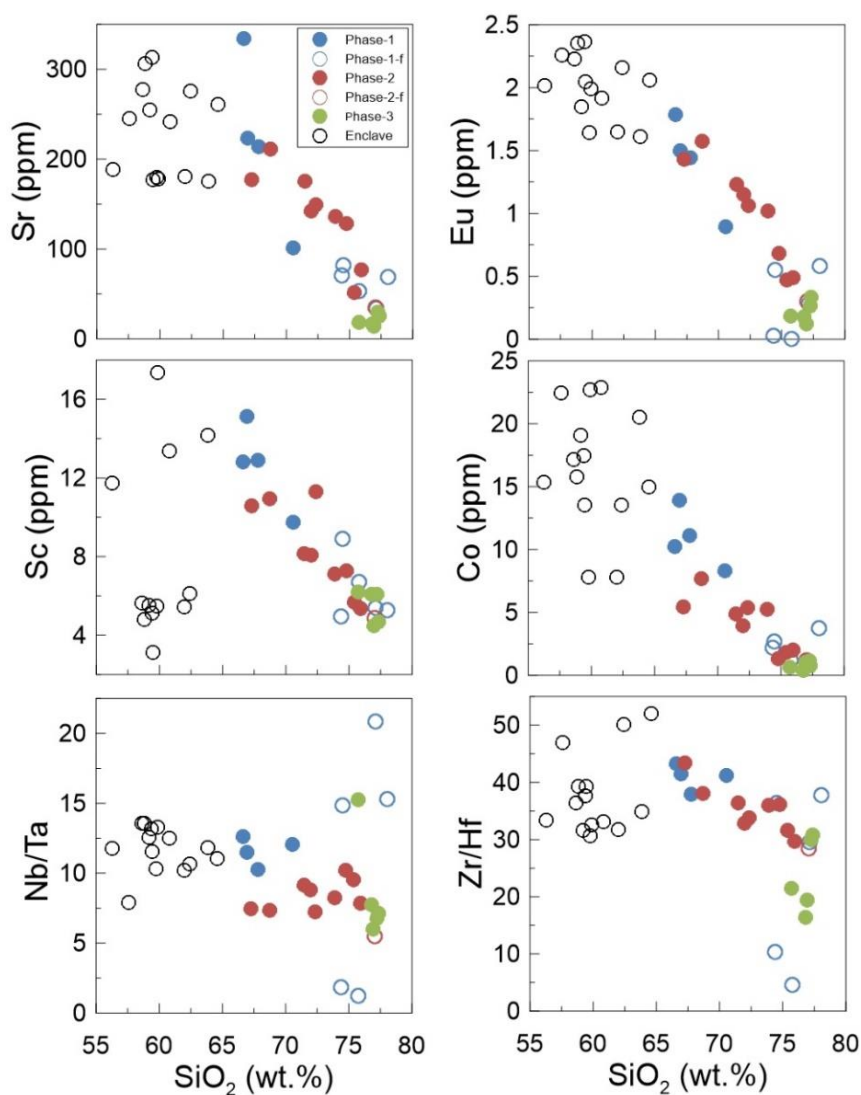 300
200
100
0
Sr (ppm)
Phase-1
Phase-1-f
Phase-2
Phase-2-f
Phase-3
Enclave
2.5
2
1.5
1
0.5
0
Eu (ppm)
16
12
8
4
Sc (ppm)
25
20
15
10
5
0
Co (ppm)
20
15
10
5
0
Nb/Ta
55 60 65 70 75 80
SiO2 (wt.%)
50
40
30
20
10
0
Zr/Hf
55 60 65 70 75 80
SiO2 (wt.%)